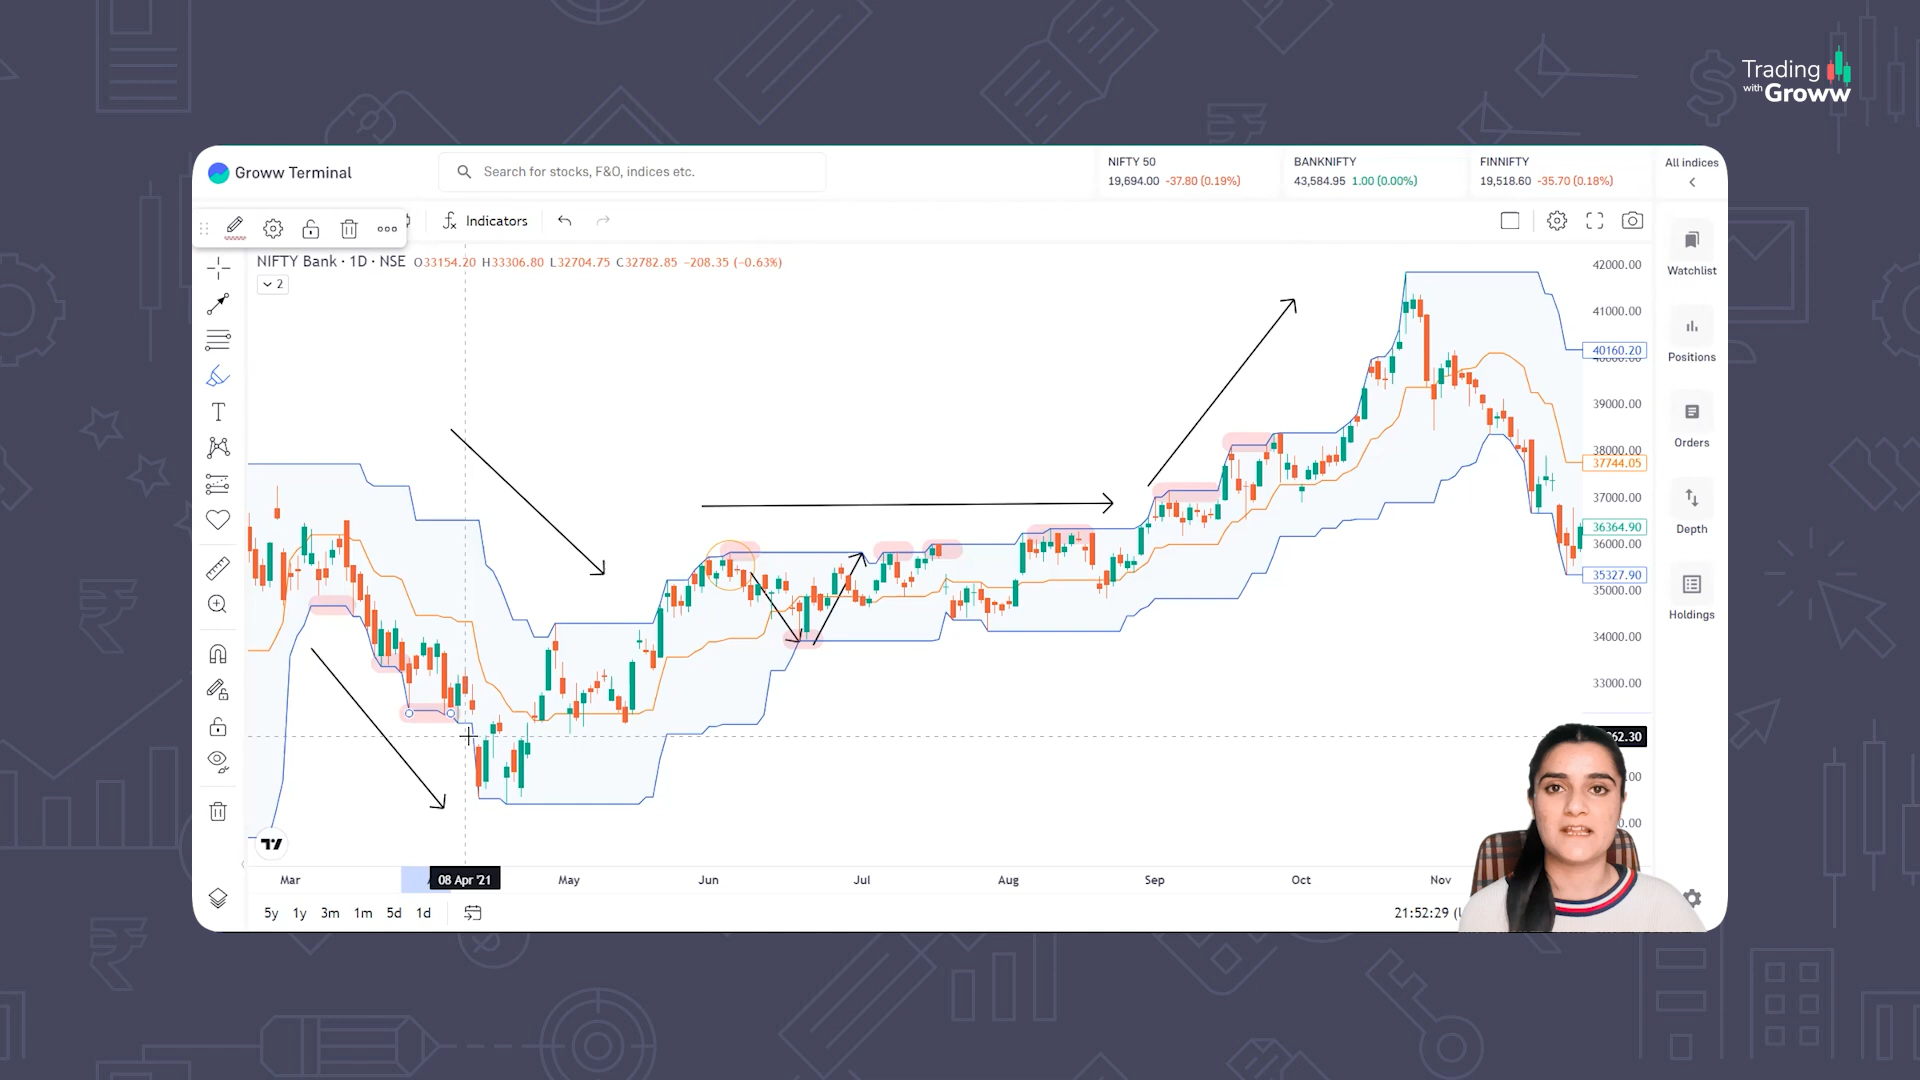 Trading
with Groww
Groww Terminal
Search for stocks, F&O, indices etc.
NIFTY 50
19,694.00 -37.80 (0.19%)
BANKNIFTY
43,584.95 1.00 (0.00%)
FINNIFTY
19,518.60 -35.70 (0.18%)
All indices
Indicators
NIFTY Bank · 1D · NSE O33154.20 H33306.80 L32704.75 C32782.85 −208.35 (−0.63%)
2
42000.00
41000.00
40160.20
39000.00
38000.00
37744.05
37000.00
36364.90
36000.00
35327.90
35000.00
34000.00
33000.00
Watchlist
Positions
Orders
Depth
Holdings
Mar
08 Apr '21
May
Jun
Jul
Aug
Sep
Oct
Nov
5y 1y 3m 1m 5d 1d
21:52:29